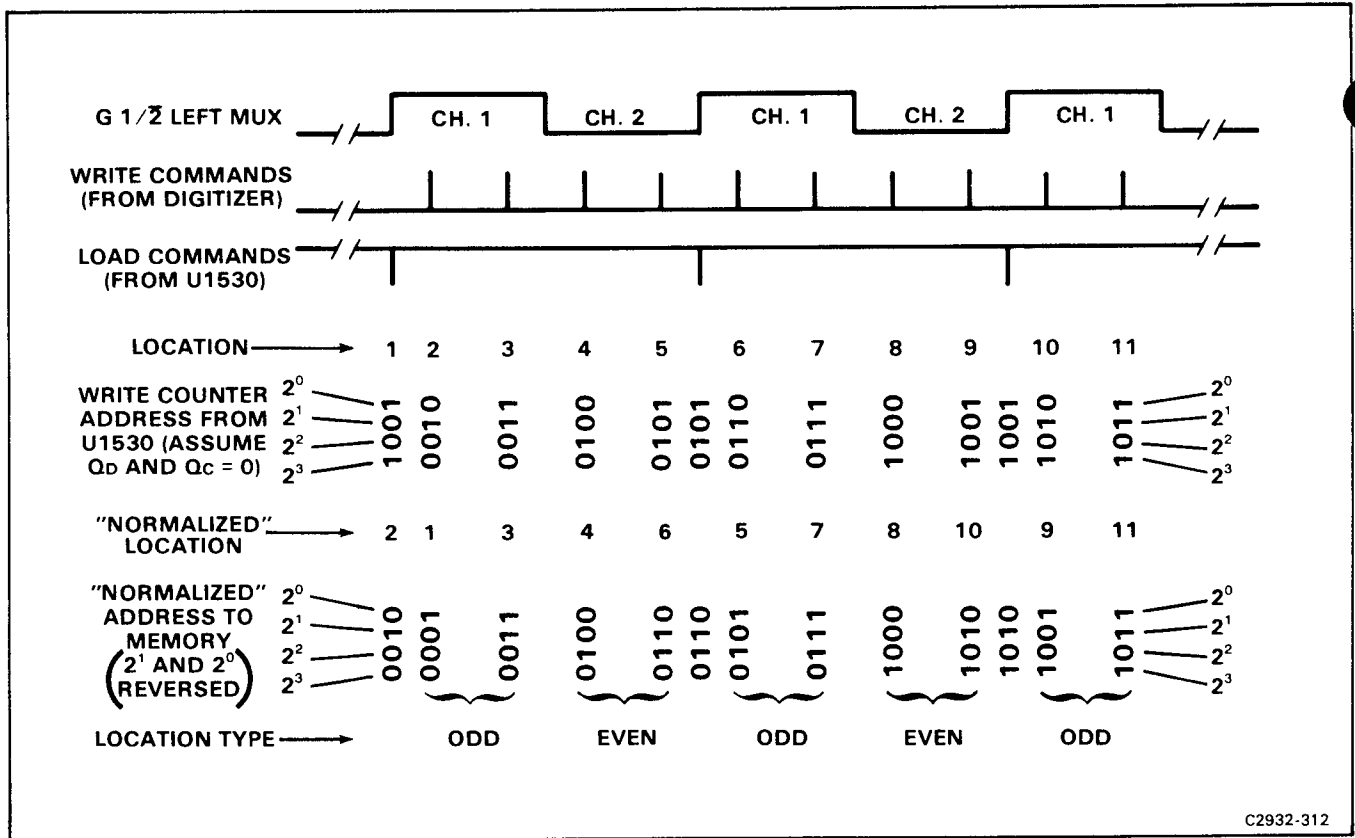 G 1/2̅ LEFT MUX
CH. 1 CH. 2 CH. 1 CH. 2 CH. 1
WRITE COMMANDS
(FROM DIGITIZER)
LOAD COMMANDS
(FROM U1530)
LOCATION 1 2 3 4 5 6 7 8 9 10 11
WRITE COUNTER
ADDRESS FROM
U1530 (ASSUME
QD AND QC = 0)
2⁰
2¹
2²
2³
1001 0010 0011 0100 0101 0101 0110 0111 1000 1001 1001 1010 1011
2⁰
2¹
2²
2³
"NORMALIZED"
LOCATION
2 1 3 4 6 5 7 8 10 9 11
"NORMALIZED"
ADDRESS TO
MEMORY
(2¹ AND 2⁰
REVERSED)
2⁰
2¹
2²
2³
0010 0001 0011 0100 0110 0110 0101 0111 1000 1010 1010 1001 1011
2⁰
2¹
2²
2³
LOCATION TYPE ODD EVEN ODD EVEN ODD
C2932-312